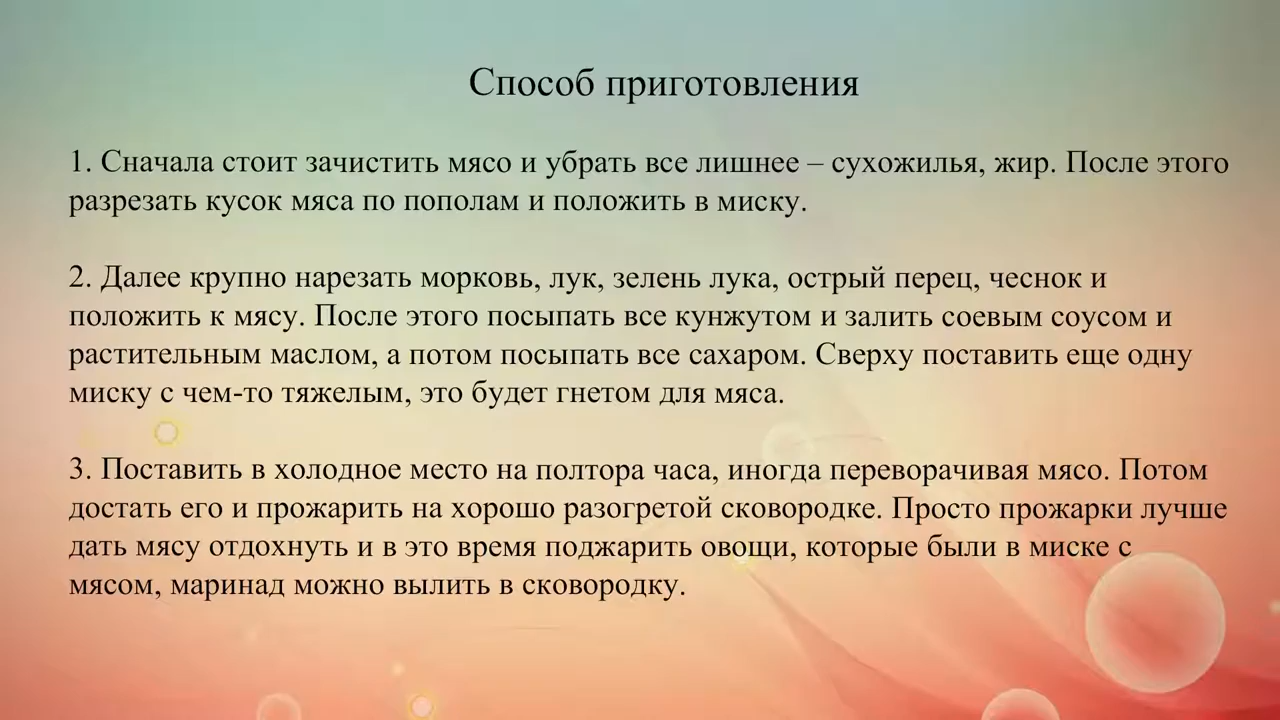 Способ приготовления
1. Сначала стоит зачистить мясо и убрать все лишнее – сухожилья, жир. После этого
разрезать кусок мяса по пополам и положить в миску.
2. Далее крупно нарезать морковь, лук, зелень лука, острый перец, чеснок и
положить к мясу. После этого посыпать все кунжутом и залить соевым соусом и
растительным маслом, а потом посыпать все сахаром. Сверху поставить еще одну
миску с чем-то тяжелым, это будет гнетом для мяса.
3. Поставить в холодное место на полтора часа, иногда переворачивая мясо. Потом
достать его и прожарить на хорошо разогретой сковородке. Просто прожарки лучше
дать мясу отдохнуть и в это время поджарить овощи, которые были в миске с
мясом, маринад можно вылить в сковородку.